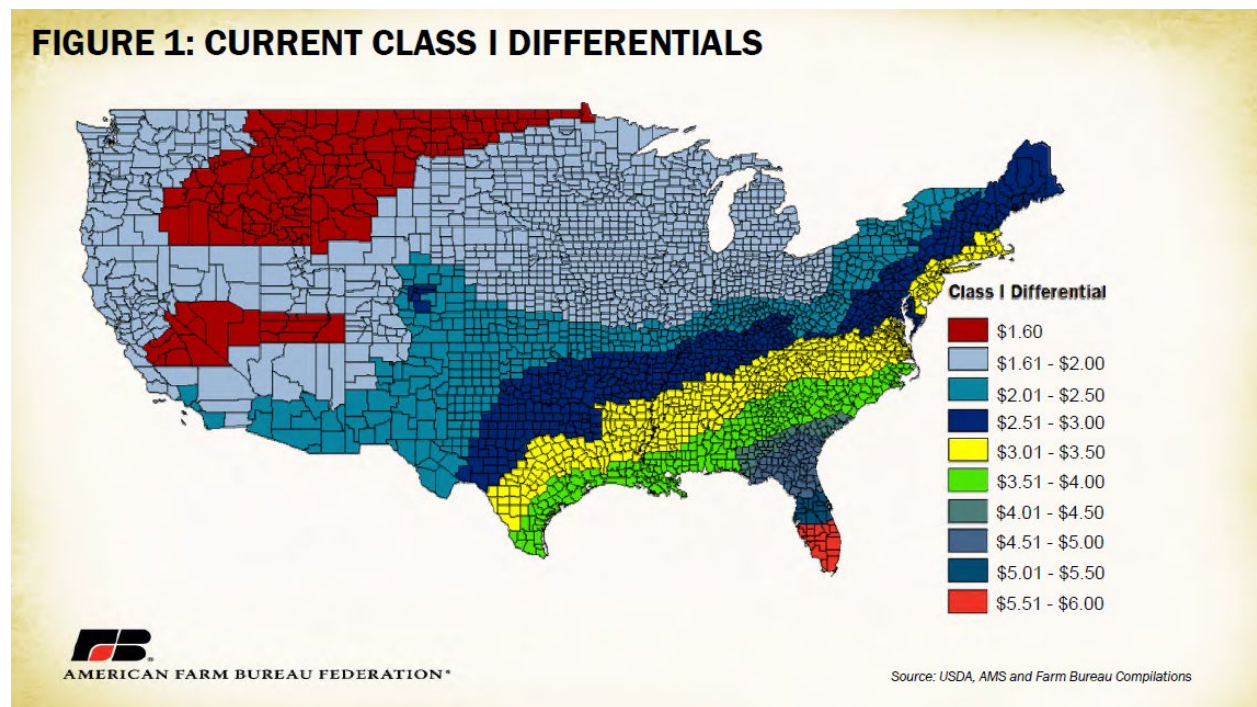 FIGURE 1: CURRENT CLASS I DIFFERENTIALS
Class I Differential
$1.60
$1.61 - $2.00
$2.01 - $2.50
$2.51 - $3.00
$3.01 - $3.50
$3.51 - $4.00
$4.01 - $4.50
$4.51 - $5.00
$5.01 - $5.50
$5.51 - $6.00
FB
AMERICAN FARM BUREAU FEDERATION®
Source: USDA, AMS and Farm Bureau Compilations